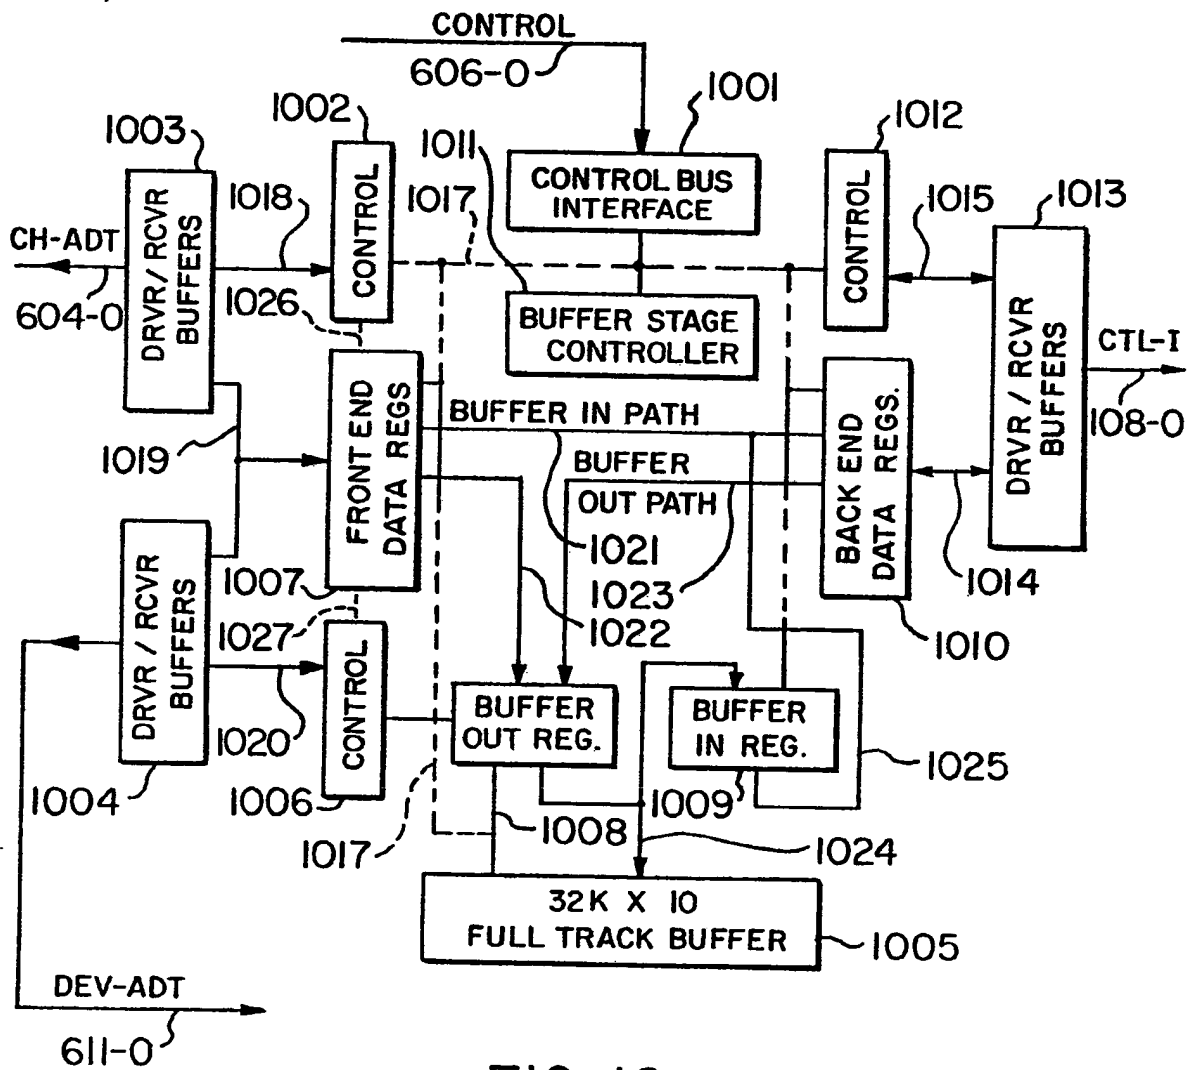 CONTROL
606-0
1001
1002
1012
1003
1011
1018
1017
CONTROL BUS
INTERFACE
1015
1013
CH-ADT
DRVR/RCVR
BUFFERS
CONTROL
CONTROL
604-0
1026
BUFFER STAGE
CONTROLLER
CTL-I
108-0
DRVR/RCVR
BUFFERS
BUFFER IN PATH
1019
FRONT END
DATA REGS
BUFFER
OUT PATH
BACK END
DATA REGS.
1021
1014
1007
1023
1027
1022
1010
DRVR/RCVR
BUFFERS
CONTROL
BUFFER
OUT REG.
BUFFER
IN REG.
1020
1025
1004
1006
1009
1008
1017
1024
32K X 10
FULL TRACK BUFFER
1005
DEV-ADT
611-0